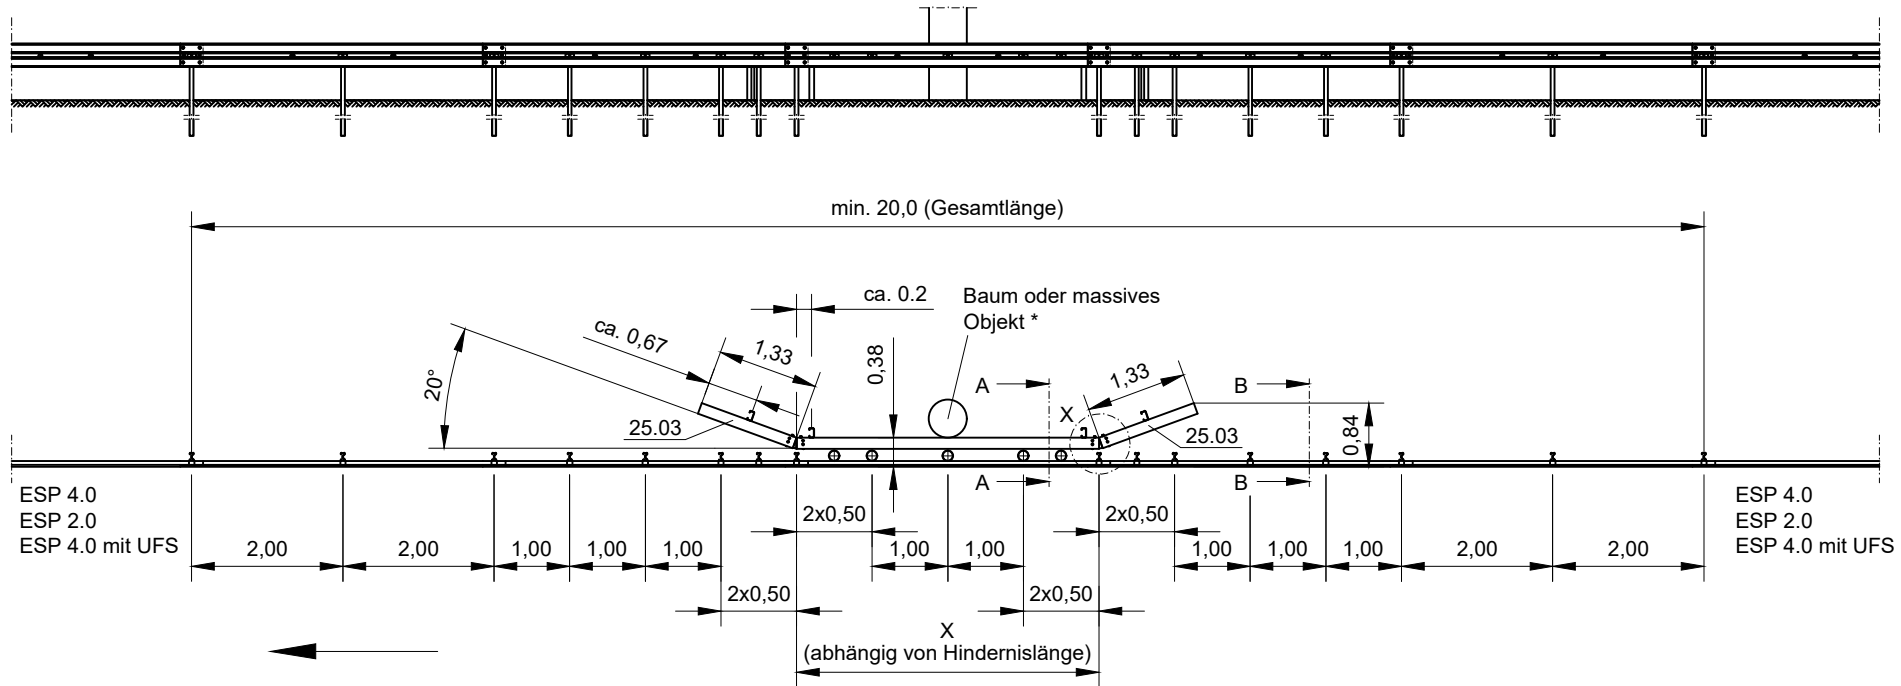 min. 20,0 (Gesamtlänge)
ca. 0.2
Baum oder massives
Objekt *
ca. 0,67
1,33
0,38
20°
A
B
1,33
X
25.03
25.03
0,84
A
B
ESP 4.0
ESP 2.0
ESP 4.0 mit UFS
ESP 4.0
ESP 2.0
ESP 4.0 mit UFS
2x0,50
2x0,50
2,00
2,00
1,00
1,00
1,00
1,00
1,00
1,00
1,00
1,00
2,00
2,00
2x0,50
2x0,50
X
(abhängig von Hindernislänge)